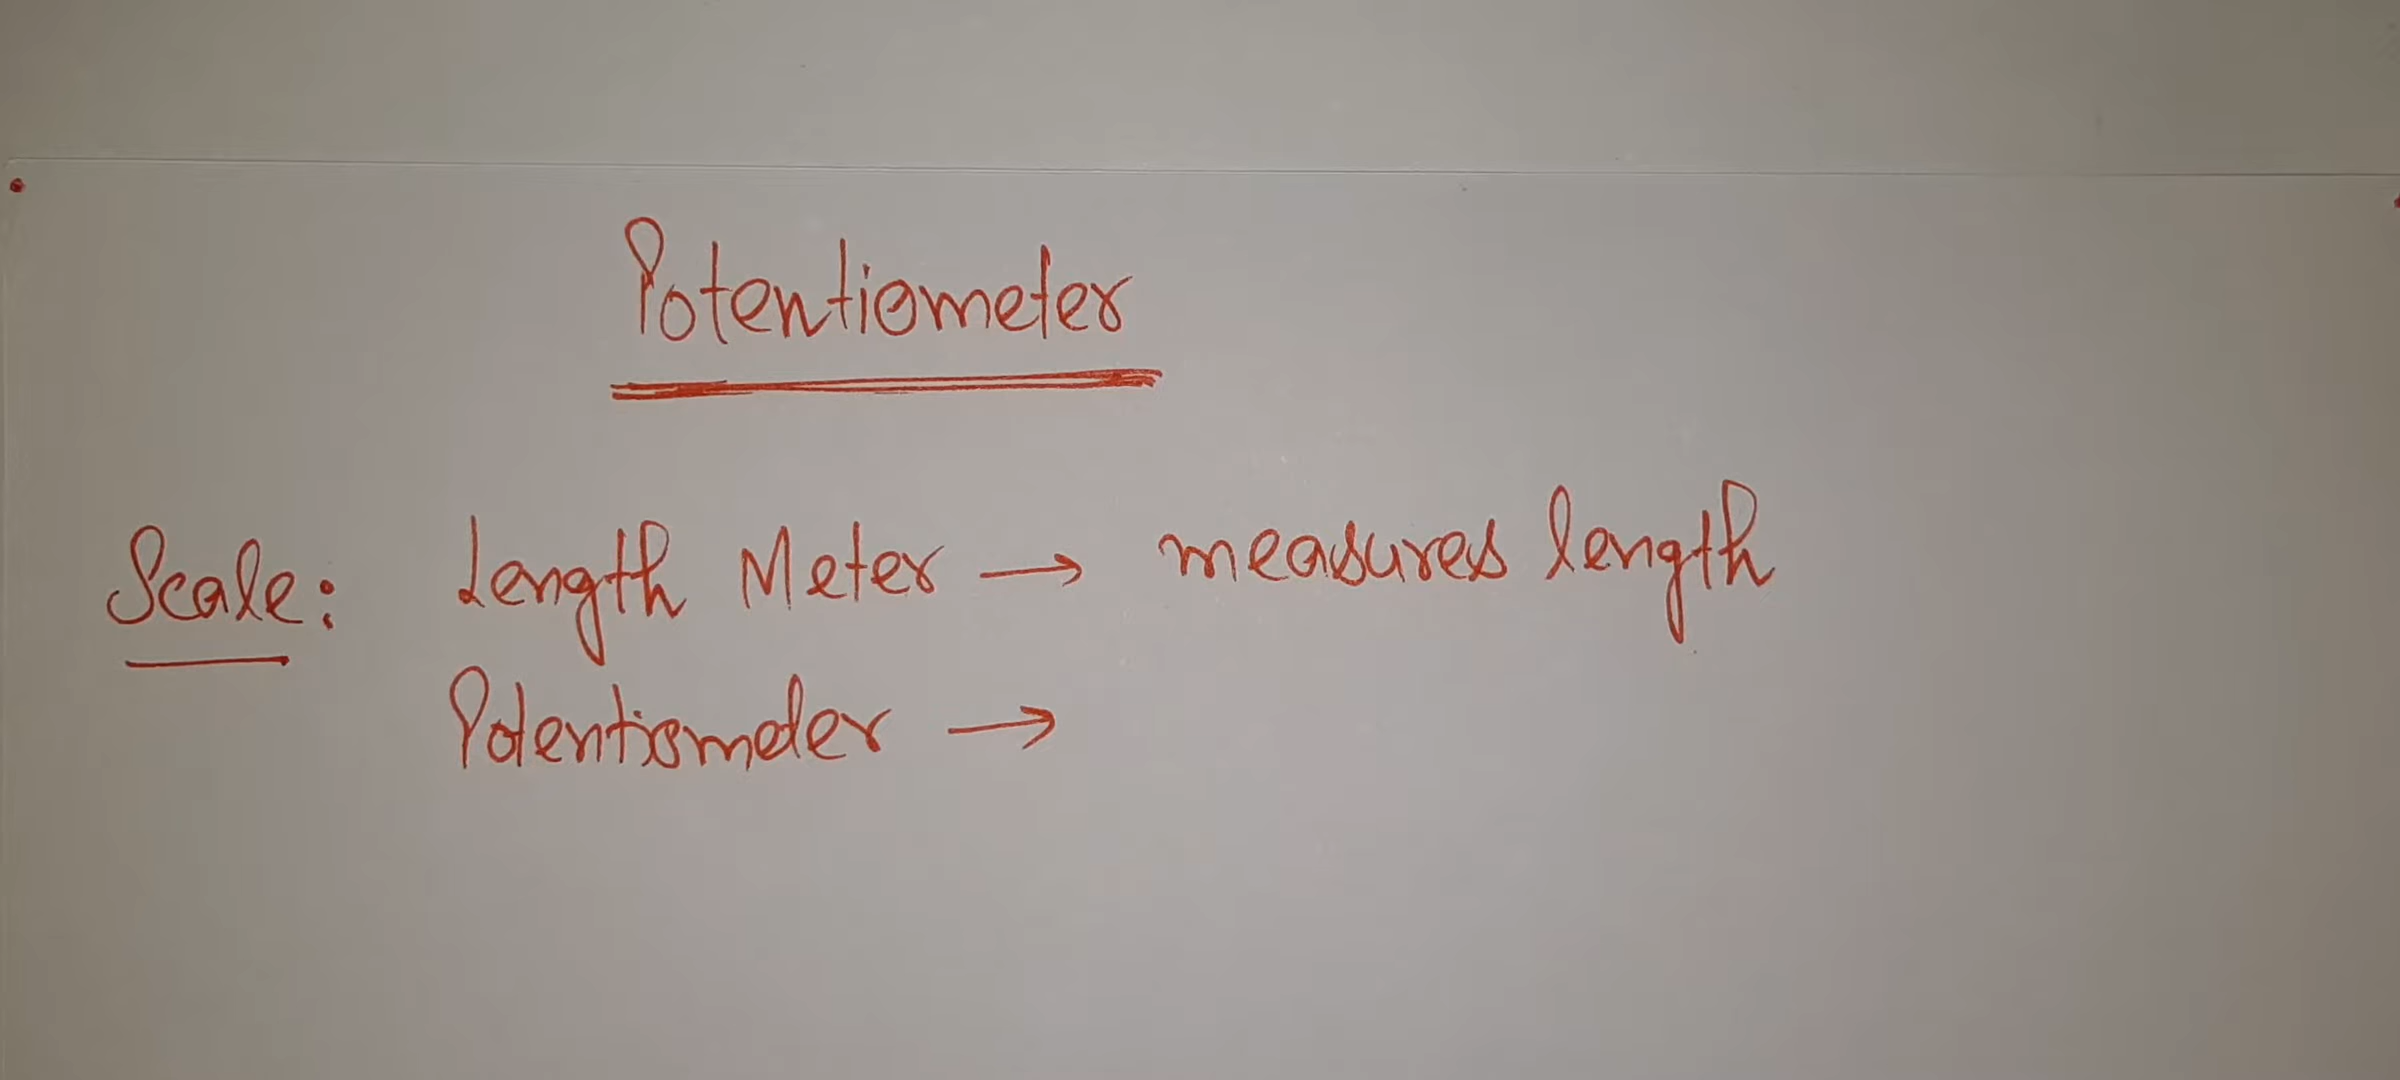 Potentiometer
Scale: Length Meter → measures length
Potentiometer →